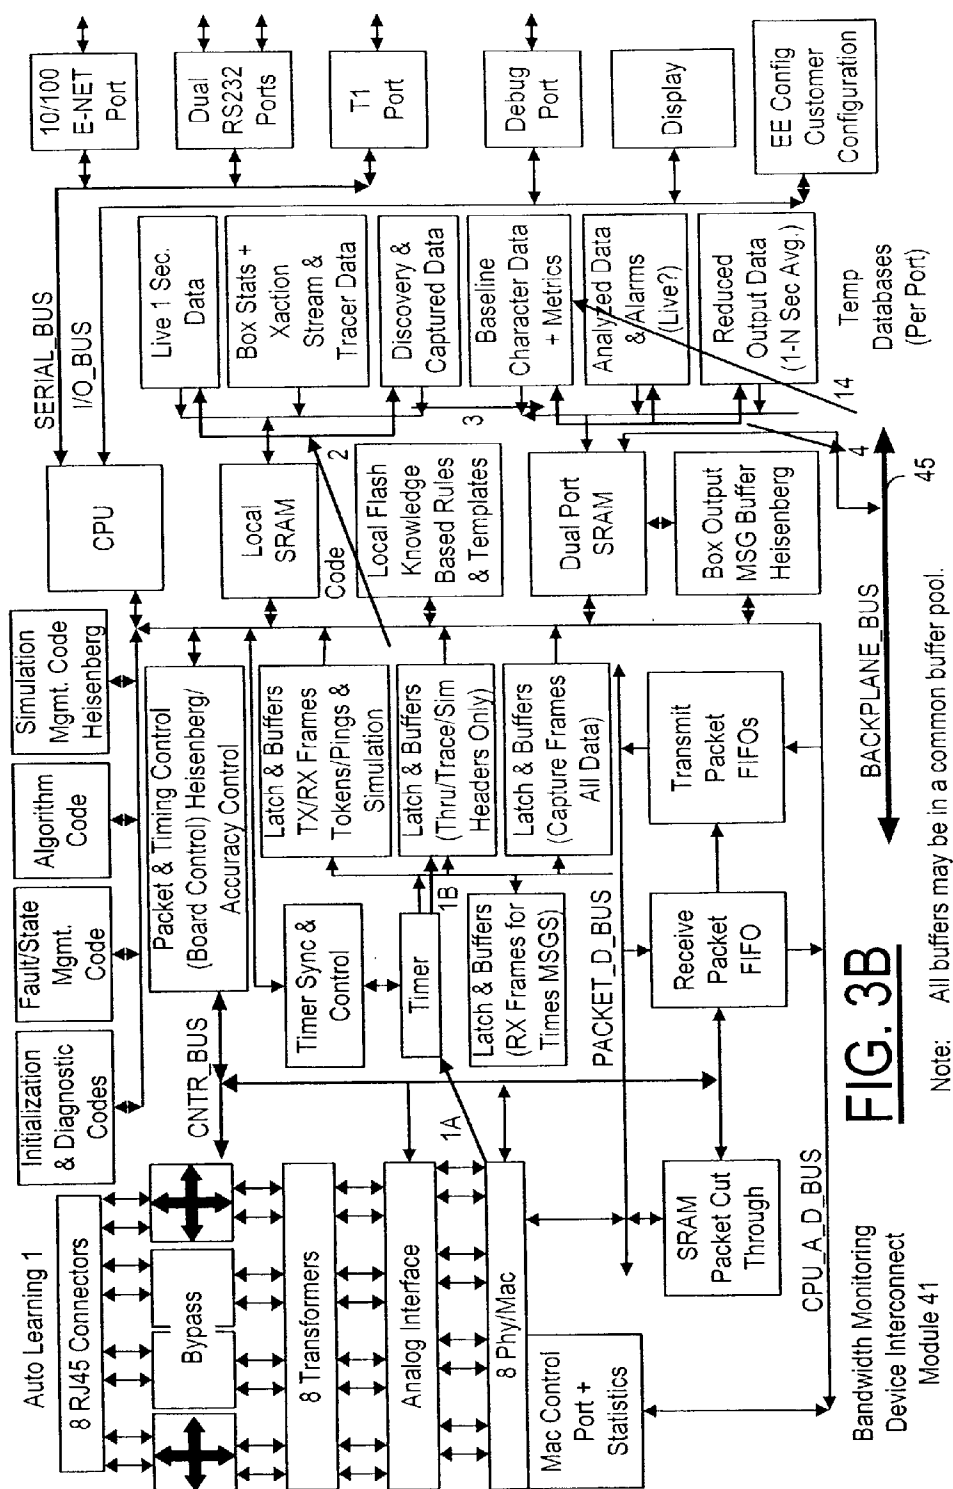 Auto Learning 1
8 RJ45 Connectors
Bypass
8 Transformers
Analog Interface
8 Phy/Mac
Mac Control
Port +
Statistics
Bandwidth Monitoring
Device Interconnect
Module 41
Initialization
& Diagnostic
Codes
Fault/State
Mgmt.
Code
Algorithm
Code
Simulation
Mgmt. Code
Heisenberg
CNTR_BUS
Packet & Timing Control
(Board Control) Heisenberg/
Accuracy Control
Timer Sync &
Control
Timer
1A
1B
Latch & Buffers
(RX Frames for
Times MSGS)
Latch & Buffers
TX/RX Frames
Tokens/Pings &
Simulation
Latch & Buffers
(Thru/Trace/Sim
Headers Only)
Latch & Buffers
(Capture Frames
All Data)
PACKET_D_BUS
SRAM
Packet Cut
Through
Receive
Packet
FIFO
Transmit
Packet
FIFOs
CPU_A_D_BUS
CPU
SERIAL_BUS
I/O_BUS
Local
SRAM
2
Code
Local Flash
Knowledge
Based Rules
& Templates
Dual Port
SRAM
Box Output
MSG Buffer
Heisenberg
3
4
14
45
BACKPLANE_BUS
Live 1 Sec.
Data
Box Stats +
Xaction
Stream &
Tracer Data
Discovery &
Captured Data
Baseline
Character Data
+ Metrics
Analyzed Data
& Alarms
(Live?)
Reduced
Output Data
(1-N Sec Avg.)
Temp
Databases
(Per Port)
10/100
E-NET
Port
Dual
RS232
Ports
T1
Port
Debug
Port
Display
EE Config
Customer
Configuration
FIG. 3B
Note: All buffers may be in a common buffer pool.